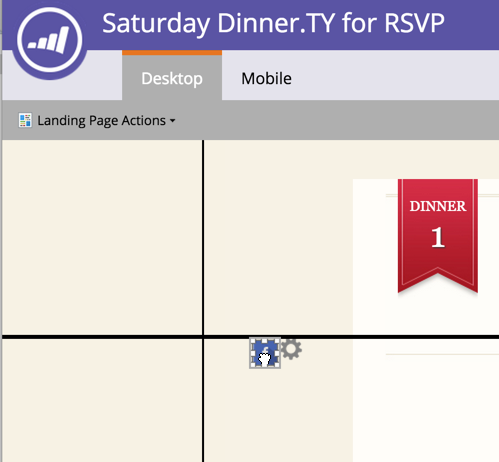 Saturday Dinner.TY for RSVP
Desktop
Mobile
Landing Page Actions
DINNER
1